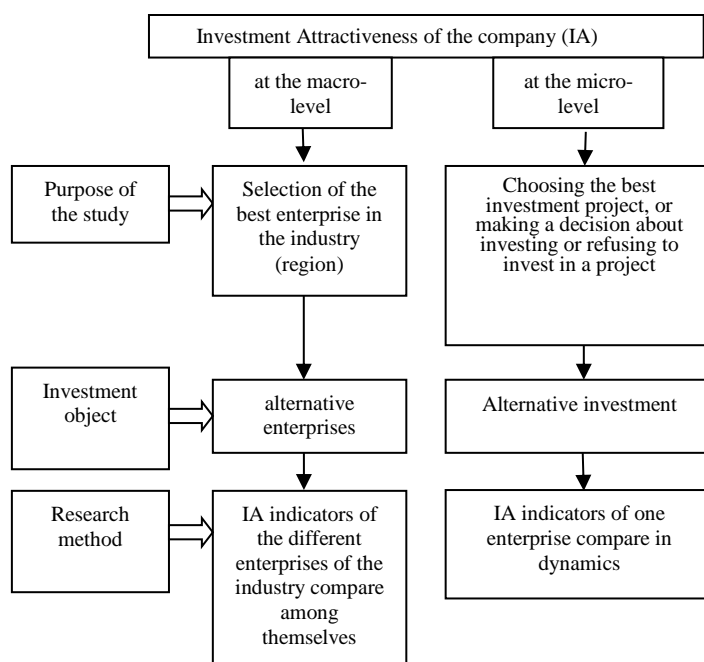 Investment Attractiveness of the company (IA)
at the macro-
level
at the micro-
level
Purpose of
the study
Selection of the
best enterprise in
the industry
(region)
Choosing the best
investment project, or
making a decision about
investing or refusing to
invest in a project
Investment
object
alternative
enterprises
Alternative investment
Research
method
IA indicators of
the different
enterprises of the
industry compare
among
themselves
IA indicators of one
enterprise compare in
dynamics